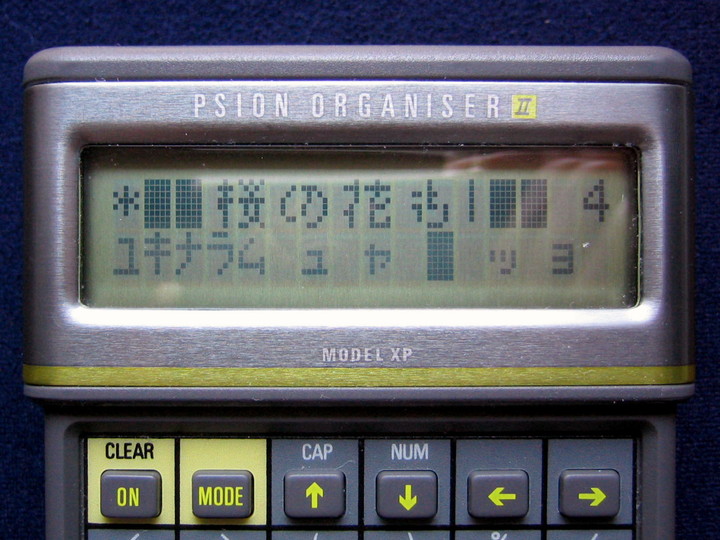 PSION ORGANISER II
*██桜の花も|██ 4
ユキナラム ュ ャ █ ッ ョ
MODEL XP
CLEAR CAP NUM
ON MODE ↑ ↓ ← →